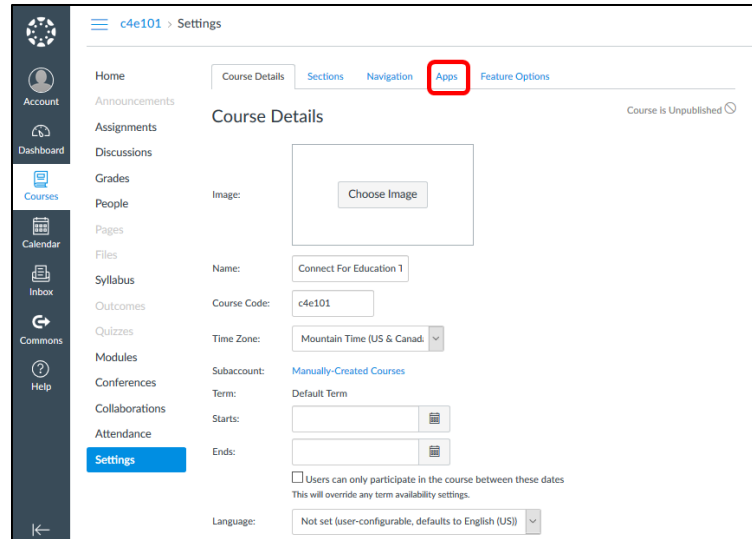 c4e101 > Settings
Account
Dashboard
Courses
Calendar
Inbox
Commons
Help
Home
Announcements
Assignments
Discussions
Grades
People
Pages
Files
Syllabus
Outcomes
Quizzes
Modules
Conferences
Collaborations
Attendance
Settings
Course Details Sections Navigation Apps Feature Options
Course Details
Course is Unpublished
Image:
Choose Image
Name: Connect For Education
Course Code: c4e101
Time Zone: Mountain Time (US & Canada
Subaccount: Manually-Created Courses
Term: Default Term
Starts:
Ends:
Users can only participate in the course between these dates
This will override any term availability settings.
Language: Not set (user-configurable, defaults to English (US))